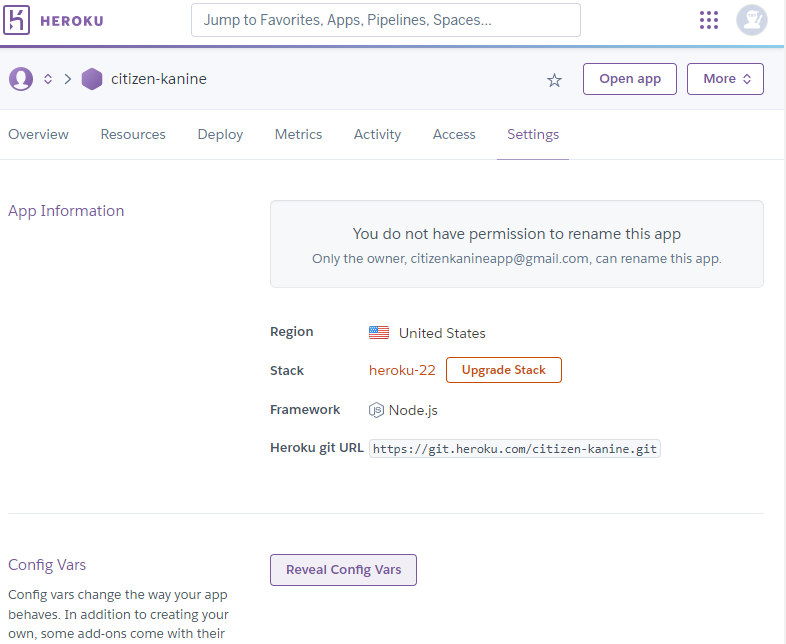 HEROKU
Jump to Favorites, Apps, Pipelines, Spaces...
citizen-kanine
Open app
More
Overview
Resources
Deploy
Metrics
Activity
Access
Settings
App Information
You do not have permission to rename this app
Only the owner, citizenkanineapp@gmail.com, can rename this app.
Region
United States
Stack
heroku-22
Upgrade Stack
Framework
Node.js
Heroku git URL
https://git.heroku.com/citizen-kanine.git
Config Vars
Config vars change the way your app
behaves. In addition to creating your
own, some add-ons come with their
Reveal Config Vars